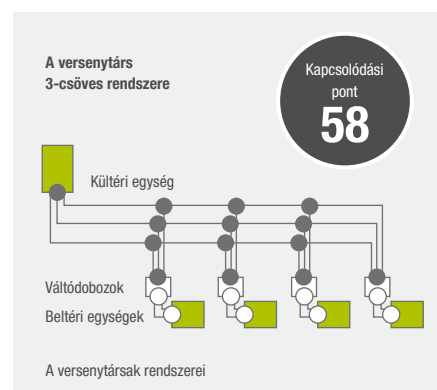 A versenytárs
3-csöves rendszere
Kapcsolódási
pont
58
Kültéri egység
Váltódobozok
Beltéri egységek
A versenytársak rendszerei